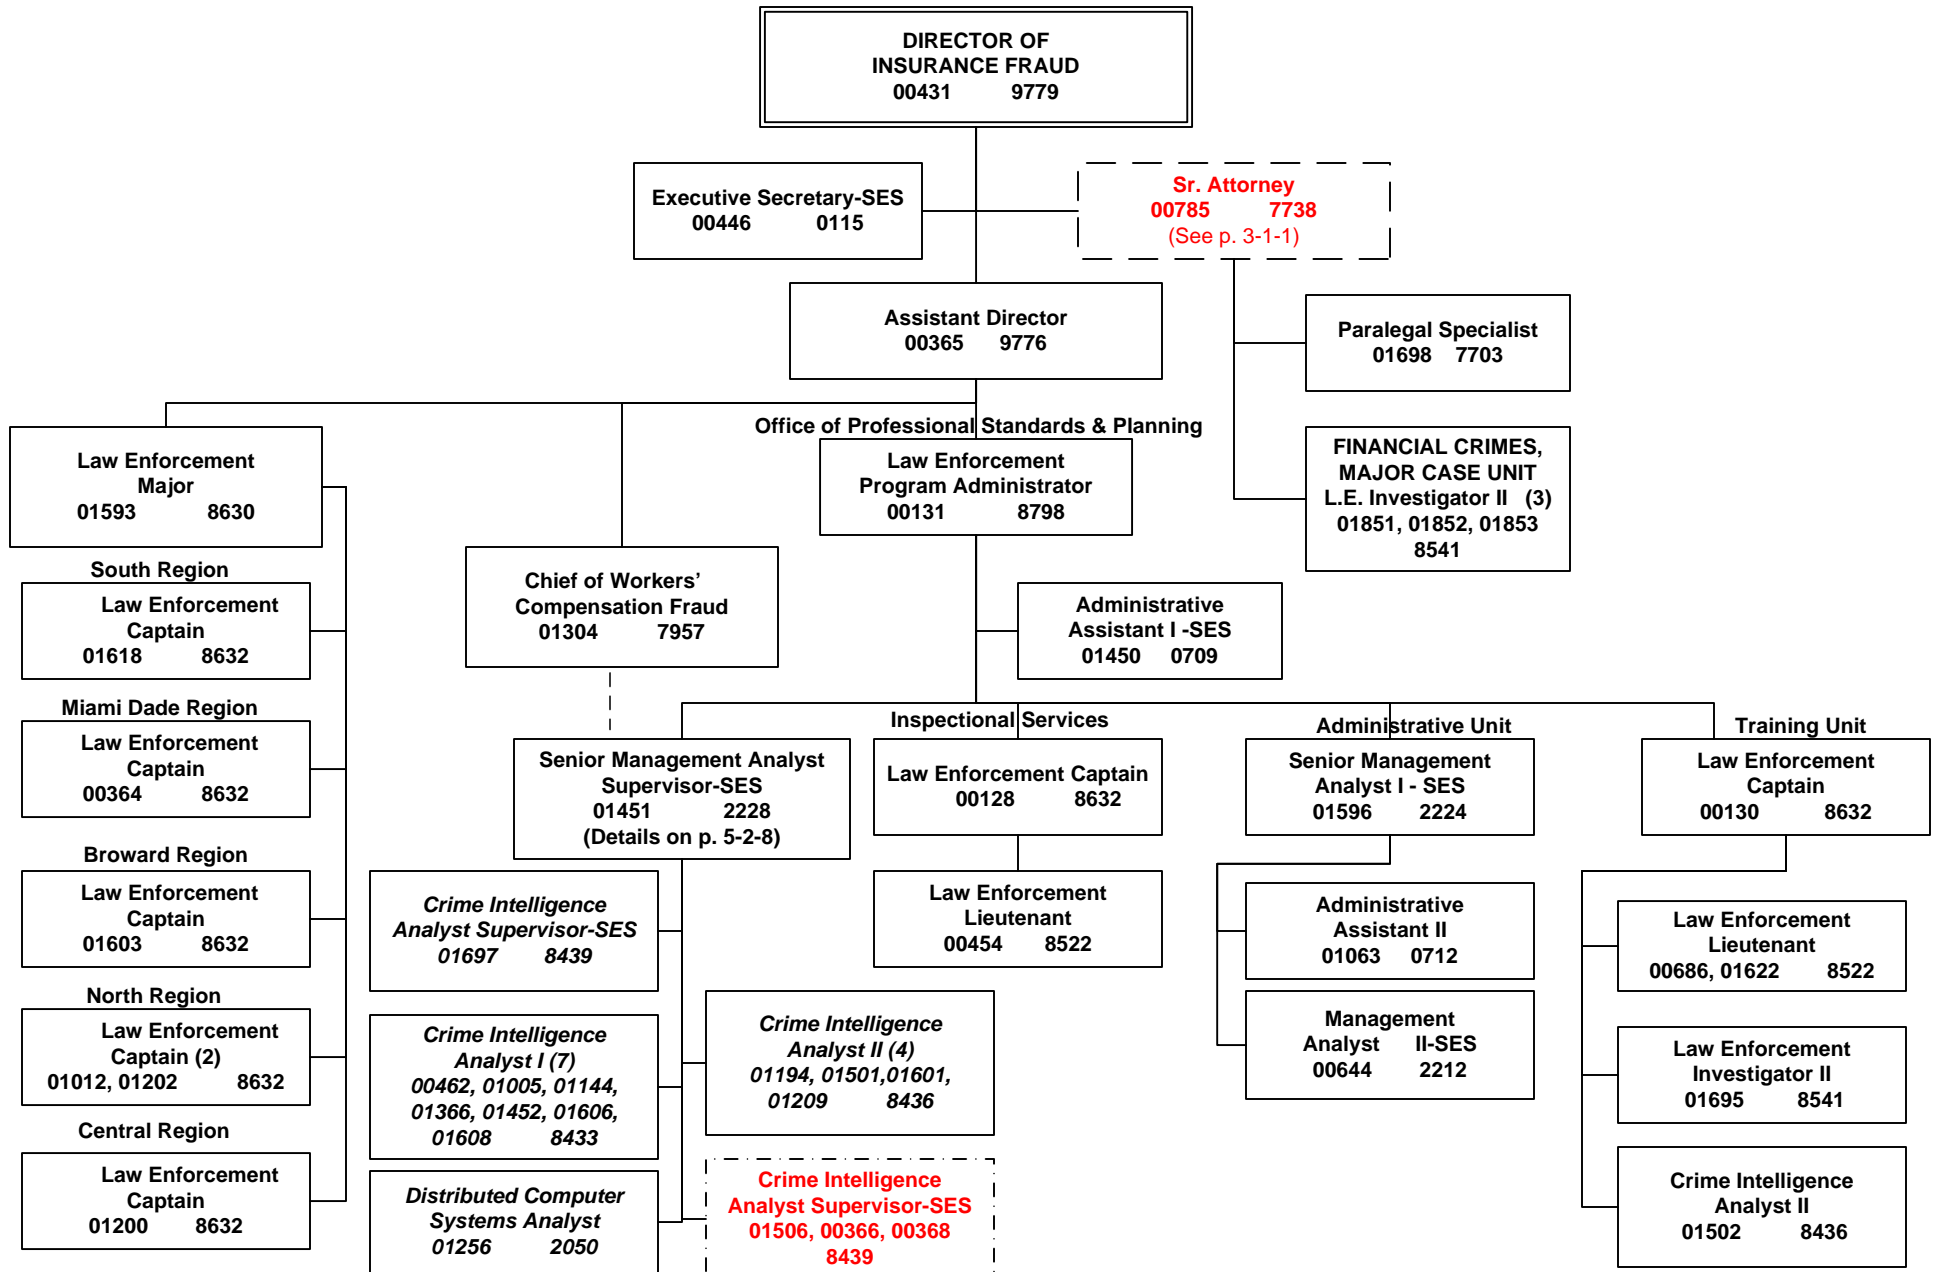 DIRECTOR OF
INSURANCE FRAUD
00431 9779
Executive Secretary-SES
00446 0115
Sr. Attorney
00785 7738
(See p. 3-1-1)
Assistant Director
00365 9776
Paralegal Specialist
01698 7703
FINANCIAL CRIMES,
MAJOR CASE UNIT
L.E. Investigator II (3)
01851, 01852, 01853
8541
Law Enforcement
Major
01593 8630
Office of Professional Standards & Planning
Law Enforcement
Program Administrator
00131 8798
Chief of Workers’
Compensation Fraud
01304 7957
Administrative
Assistant I -SES
01450 0709
South Region
Law Enforcement
Captain
01618 8632
Miami Dade Region
Law Enforcement
Captain
00364 8632
Broward Region
Law Enforcement
Captain
01603 8632
North Region
Law Enforcement
Captain (2)
01012, 01202 8632
Central Region
Law Enforcement
Captain
01200 8632
Senior Management Analyst
Supervisor-SES
01451 2228
(Details on p. 5-2-8)
Crime Intelligence
Analyst Supervisor-SES
01697 8439
Crime Intelligence
Analyst I (7)
00462, 01005, 01144,
01366, 01452, 01606,
01608 8433
Distributed Computer
Systems Analyst
01256 2050
Crime Intelligence
Analyst II (4)
01194, 01501,01601,
01209 8436
Crime Intelligence
Analyst Supervisor-SES
01506, 00366, 00368
8439
Inspectional Services
Law Enforcement Captain
00128 8632
Law Enforcement
Lieutenant
00454 8522
Administrative Unit
Senior Management
Analyst I - SES
01596 2224
Administrative
Assistant II
01063 0712
Management
Analyst II-SES
00644 2212
Training Unit
Law Enforcement
Captain
00130 8632
Law Enforcement
Lieutenant
00686, 01622 8522
Law Enforcement
Investigator II
01695 8541
Crime Intelligence
Analyst II
01502 8436